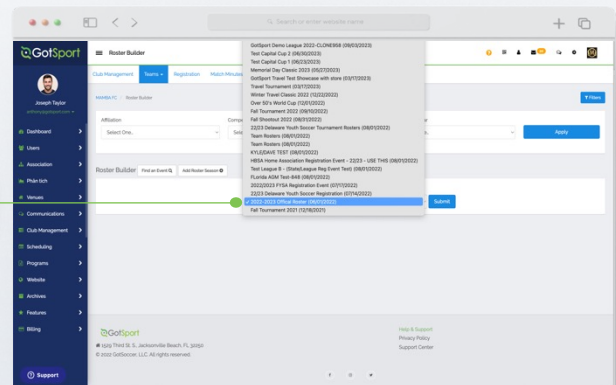 Search or enter website name
GotSport
Roster Builder
Joseph Taylor
Dashboard
Users
Association
Phân tích
Venues
Communications
Club Management
Scheduling
Programs
Website
Archives
Features
Billing
Support
Club Management
Teams
Registration
Match Minutes
Roster Builder
Filters
Affiliation
Select One..
Apply
Roster Builder
Find an Event
Add Roster Season
GotSport Demo League 2022-CLONE958 (09/03/2023)
Test Capital Cup 2 (06/30/2023)
Test Capital Cup 1 (06/23/2023)
Memorial Day Classic 2023 (05/27/2023)
GotSport Travel Test Showcase with store (03/17/2023)
Travel Tournament (03/17/2023)
Winter Travel Classic 2022 (12/22/2022)
Over 50's World Cup (12/01/2022)
Fall Tournament 2022 (09/10/2022)
Fall Shootout 2022 (08/31/2022)
22/23 Delaware Youth Soccer Tournament Rosters (08/01/2022)
Team Rosters (08/01/2022)
Team Rosters (08/01/2022)
KYLE/DAVE TEST (08/01/2022)
HBSA Home Association Registration Event - 22/23 - USE THIS (08/01/2022)
Test League B - (State/League Reg Event Test) (08/01/2022)
FLorida ASM Test-848 (08/01/2022)
2022/2023 FYSA Registration Event (07/17/2022)
22/23 Delaware Youth Soccer Registration (07/14/2022)
2022-2023 Offical Roster (06/01/2022)
Fall Tournament 2021 (12/18/2021)
Submit
GotSport
1529 Third St. S., Jacksonville Beach, FL 32250
© 2022 GotSoccer, LLC. All rights reserved.
Help & Support
Privacy Policy
Support Center